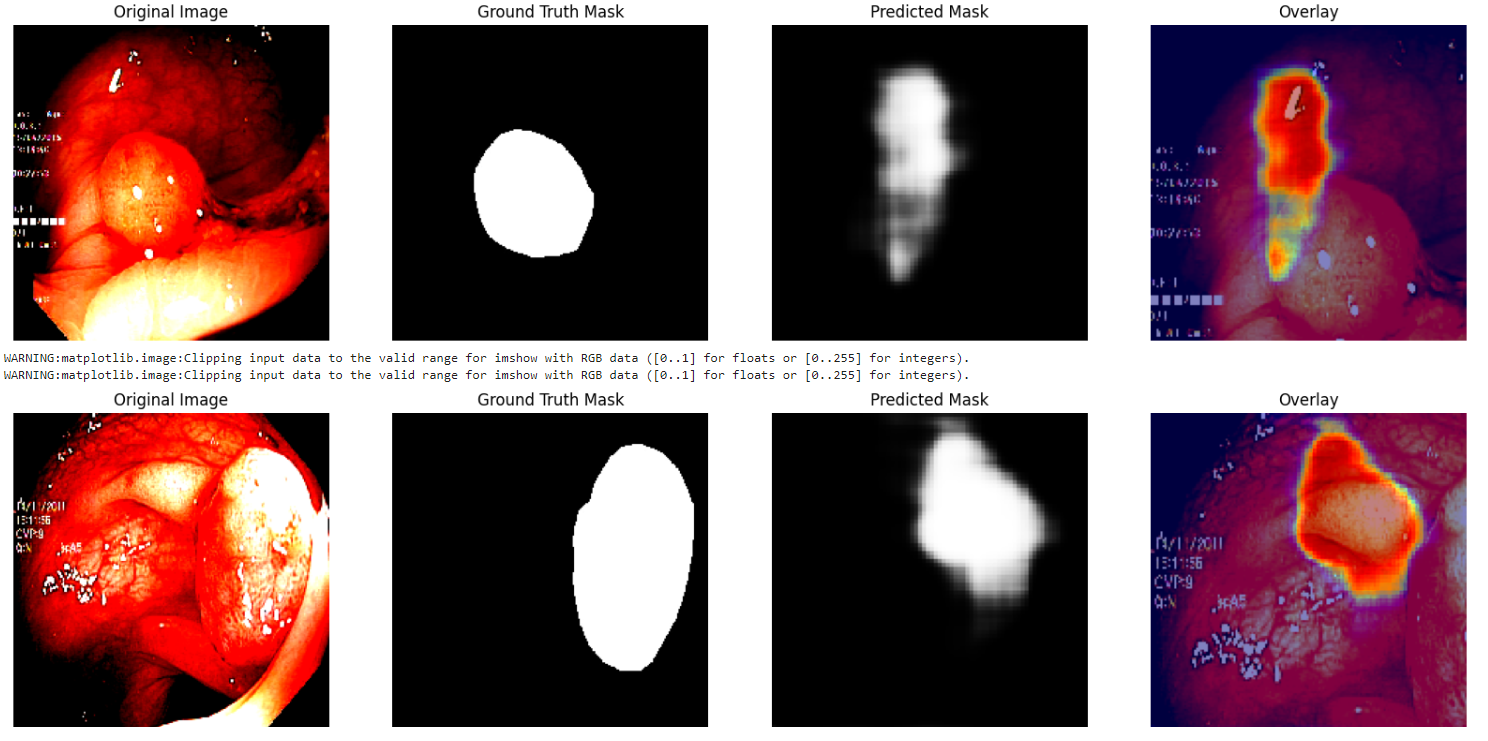 Original Image
Ground Truth Mask
Predicted Mask
Overlay
WARNING:matplotlib.image:Clipping input data to the valid range for imshow with RGB data ([0..1] for floats or [0..255] for integers).
WARNING:matplotlib.image:Clipping input data to the valid range for imshow with RGB data ([0..1] for floats or [0..255] for integers).
Original Image
Ground Truth Mask
Predicted Mask
Overlay